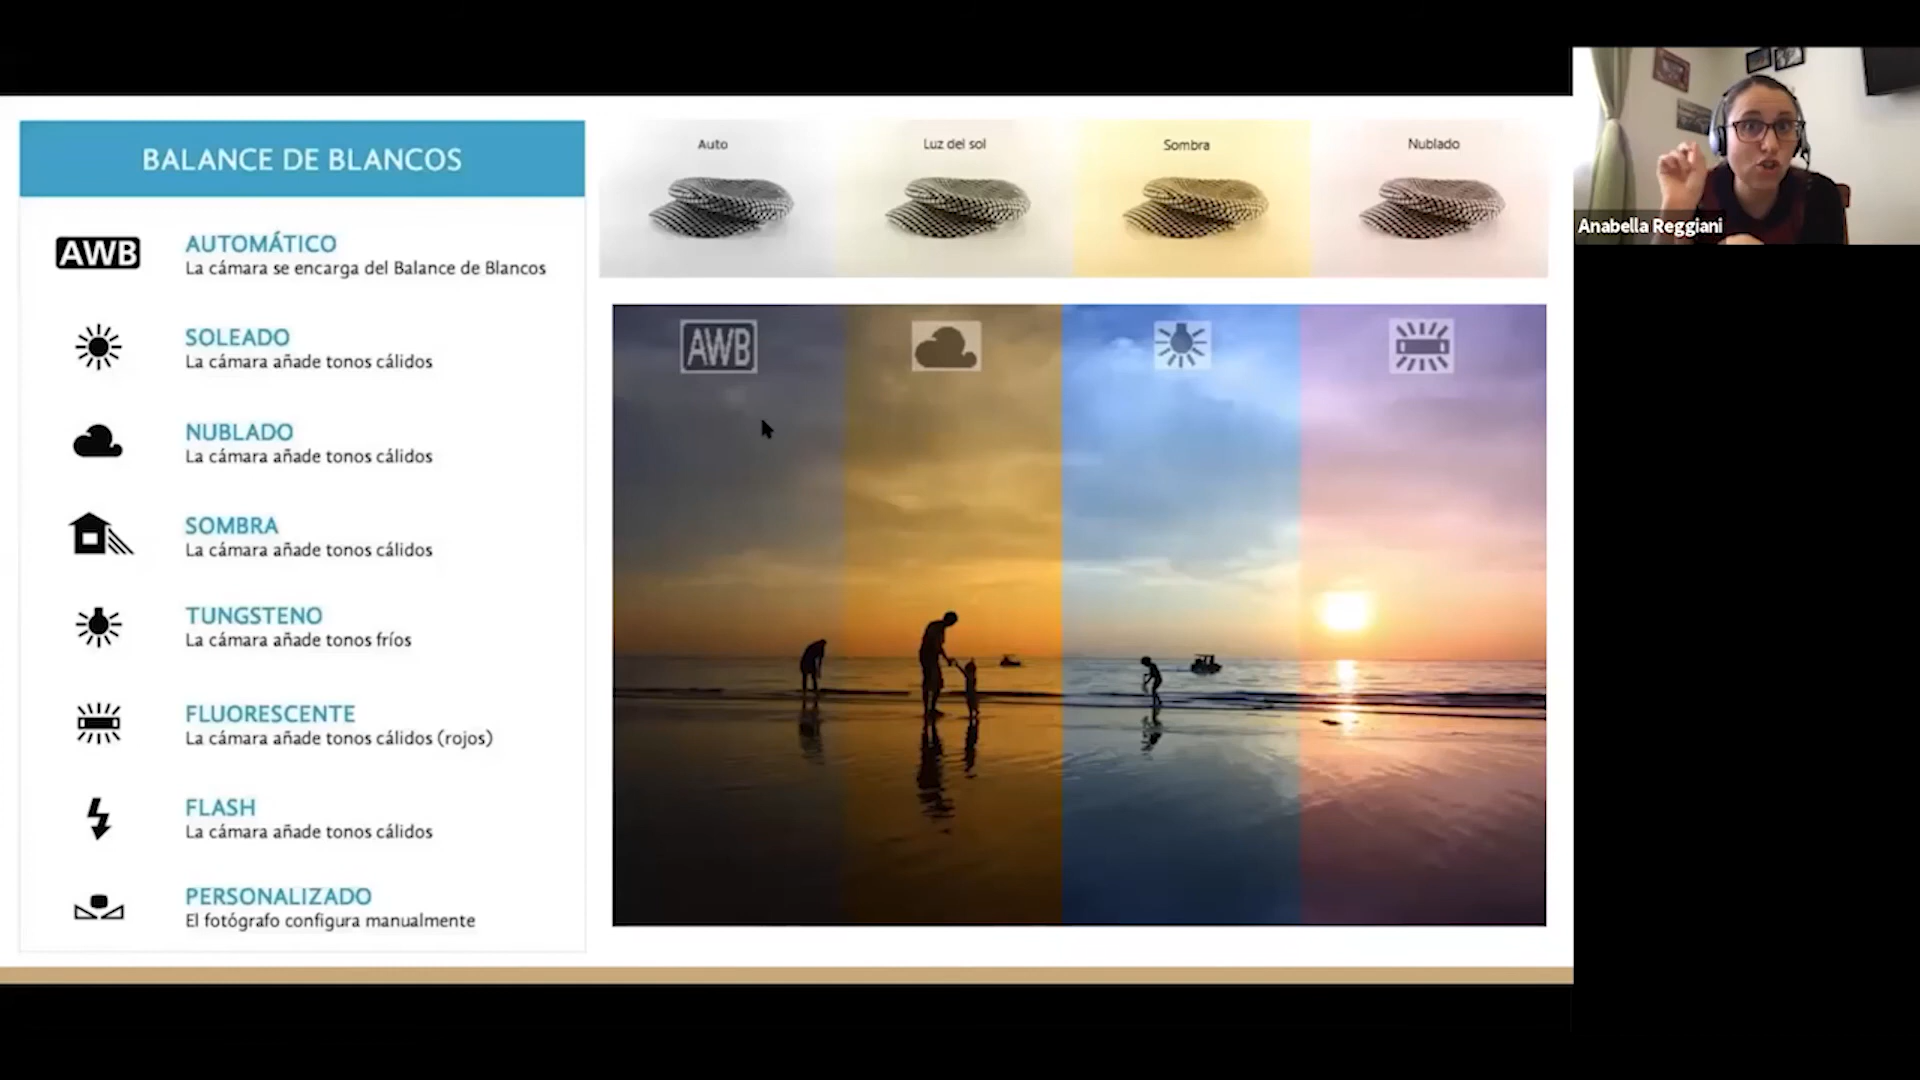 BALANCE DE BLANCOS
AWB
AUTOMÁTICO
La cámara se encarga del Balance de Blancos
SOLEADO
La cámara añade tonos cálidos
NUBLADO
La cámara añade tonos cálidos
SOMBRA
La cámara añade tonos cálidos
TUNGSTENO
La cámara añade tonos fríos
FLUORESCENTE
La cámara añade tonos cálidos (rojos)
FLASH
La cámara añade tonos cálidos
PERSONALIZADO
El fotógrafo configura manualmente
Auto
Luz del sol
Sombra
Nublado
AWB
Anabella Reggiani